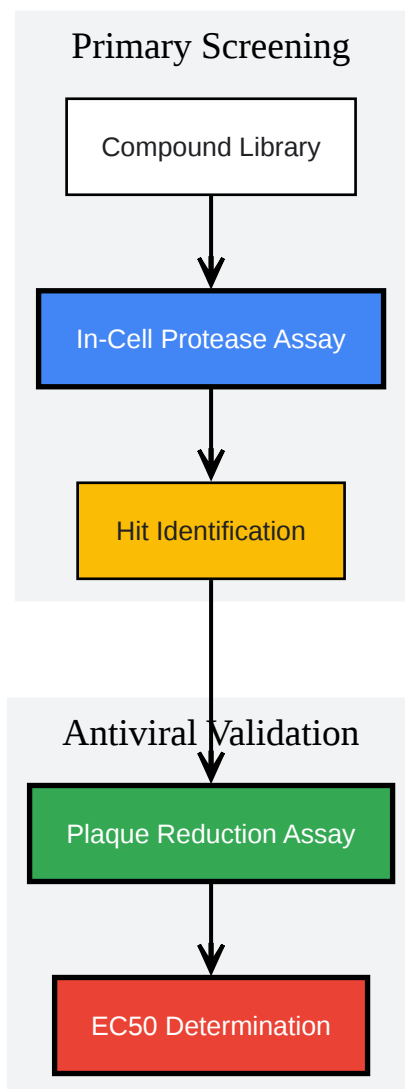 Primary Screening
Compound Library
In-Cell Protease Assay
Hit Identification
Antiviral Validation
Plaque Reduction Assay
EC50 Determination